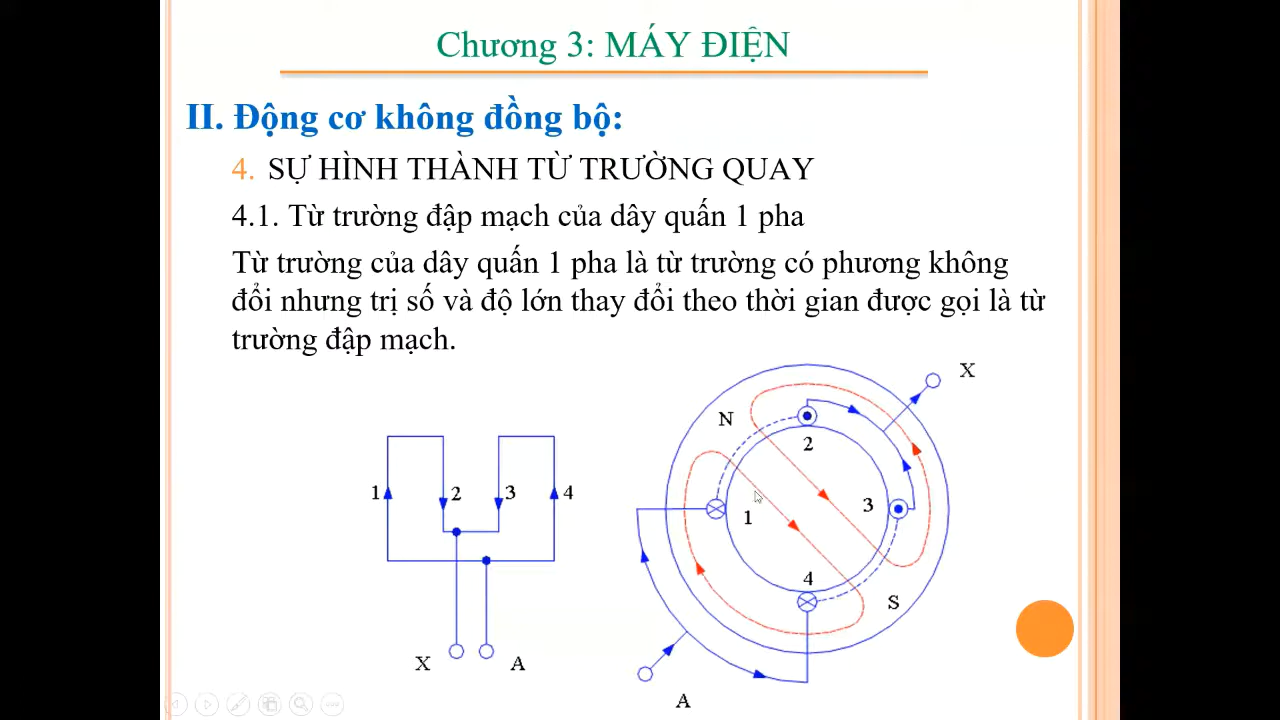 Chương 3: MÁY ĐIỆN
II. Động cơ không đồng bộ:
4. SỰ HÌNH THÀNH TỪ TRƯỜNG QUAY
4.1. Từ trường đập mạch của dây quấn 1 pha
Từ trường của dây quấn 1 pha là từ trường có phương không
đổi nhưng trị số và độ lớn thay đổi theo thời gian được gọi là từ
trường đập mạch.
1 2 3 4
X A
X
N
2
3
1
4
S
A